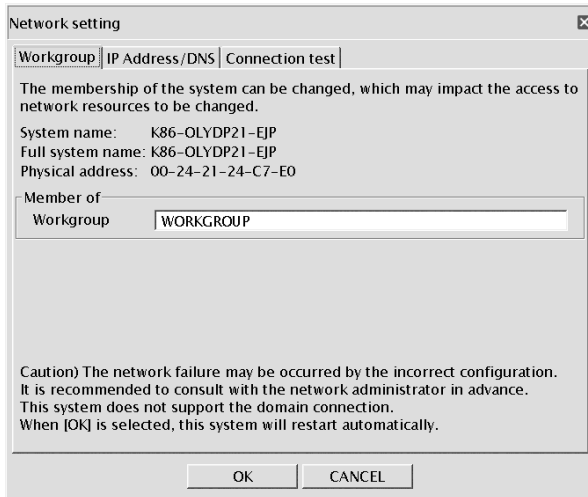 Network setting
Workgroup IP Address/DNS Connection test
The membership of the system can be changed, which may impact the access to
network resources to be changed.
System name: K86-OLYDP21-EJP
Full system name: K86-OLYDP21-EJP
Physical address: 00-24-21-24-C7-E0
Member of
Workgroup WORKGROUP
Caution) The network failure may be occurred by the incorrect configuration.
It is recommended to consult with the network administrator in advance.
This system does not support the domain connection.
When [OK] is selected, this system will restart automatically.
OK CANCEL